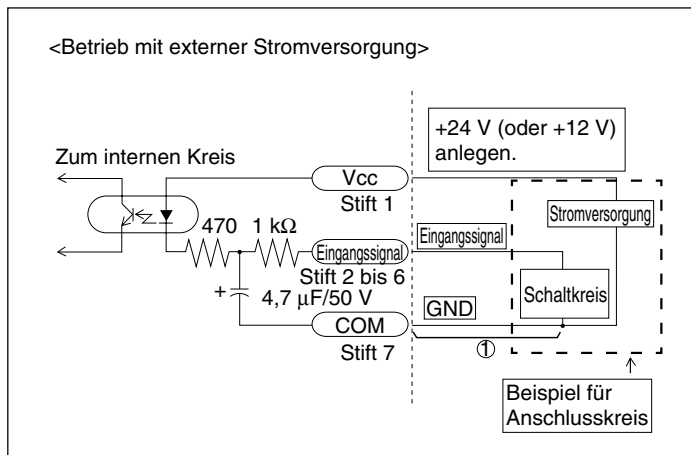 <Betrieb mit externer Stromversorgung>
+24 V (oder +12 V)
anlegen.
Zum internen Kreis
Vcc
Stift 1
Stromversorgung
470
1 kΩ
Eingangssignal
Eingangssignal
Stift 2 bis 6
Schaltkreis
+
4,7 µF/50 V
GND
COM
Stift 7
①
Beispiel für
Anschlusskreis